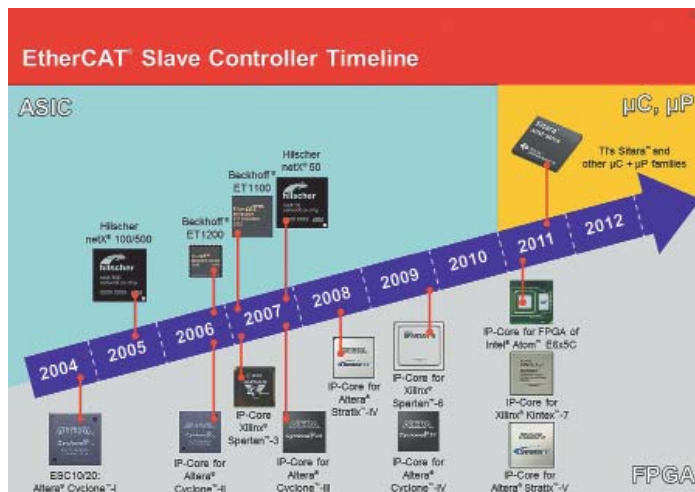 EtherCAT® Slave Controller Timeline
ASIC
µC, µP
Hilscher
netX® 50
Beckhoff®
ET1100
Beckhoff®
ET1200
Hilscher
netX® 100/500
hilscher
hilscher
Sitara™
TI's Sitara™ and
other µC + µP families
2004
2005
2006
2007
2008
2009
2010
2011
2012
ESC10/20:
Altera® Cyclone™-I
IP-Core for
Altera®
Cyclone™-II
IP-Core
Xilinx®
Spartan™-3
IP-Core for
Altera®
Cyclone™-III
IP-Core for
Altera®
Stratix™-IV
IP-Core for
Xilinx®
Spartan™-6
IP-Core for
Altera®
Cyclone™-IV
IP-Core for FPGA of
Intel® Atom™ E6x5C
IP-Core for
Xilinx® Kintex™-7
IP-Core for
Altera® Stratix™-V
FPGA